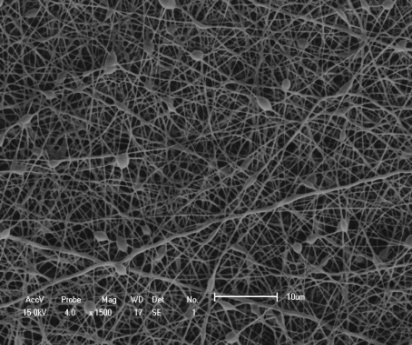 AccV Probe Mag WD Det No. 10um
15.0kV 4.0 x1500 17 SE 1